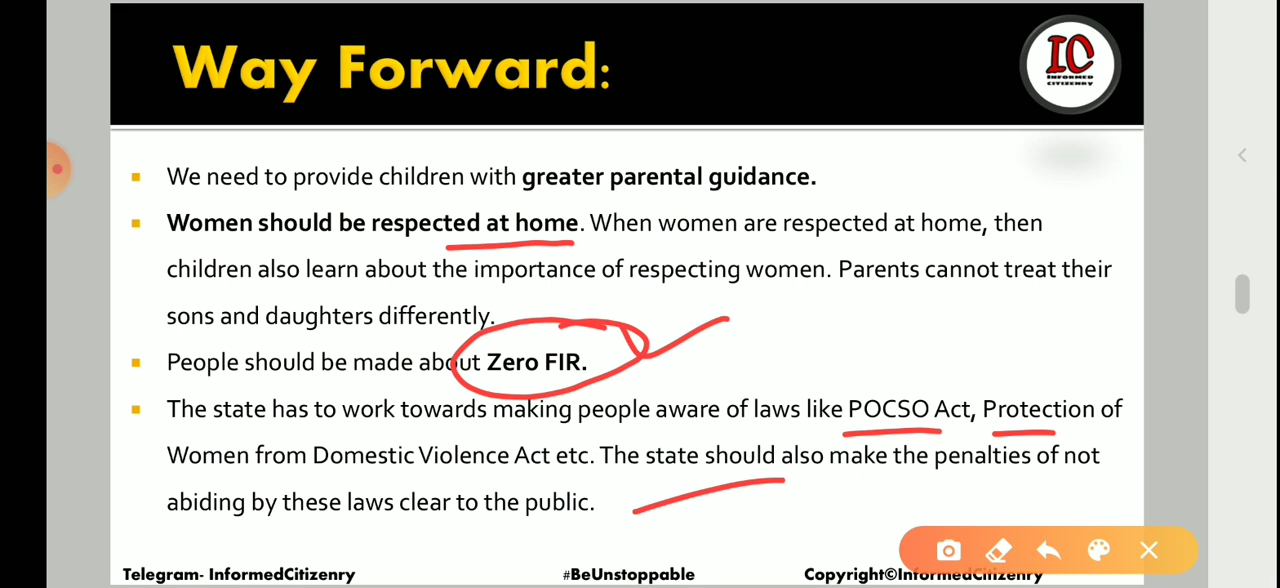 Way Forward:
IC
INFORMED
CITIZENRY
▪ We need to provide children with greater parental guidance.
▪ Women should be respected at home. When women are respected at home, then
children also learn about the importance of respecting women. Parents cannot treat their
sons and daughters differently.
▪ People should be made about Zero FIR.
▪ The state has to work towards making people aware of laws like POCSO Act, Protection of
Women from Domestic Violence Act etc. The state should also make the penalties of not
abiding by these laws clear to the public.
Telegram- InformedCitizenry #BeUnstoppable Copyright©InformedCitizenry